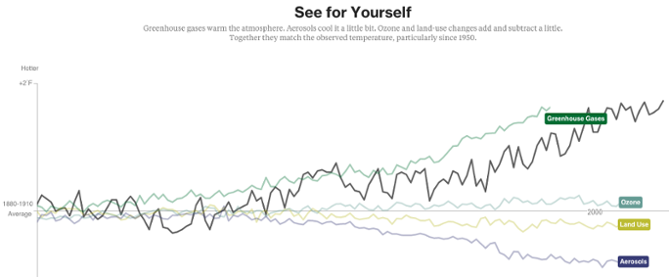 See for Yourself
Greenhouse gases warm the atmosphere. Aerosols cool it a little bit. Ozone and land-use changes add and subtract a little.
Together they match the observed temperature, particularly since 1950.
Hotter
+2°F
Greenhouse Gases
1880-1910
Average
Ozone
2000
Land Use
Aerosols